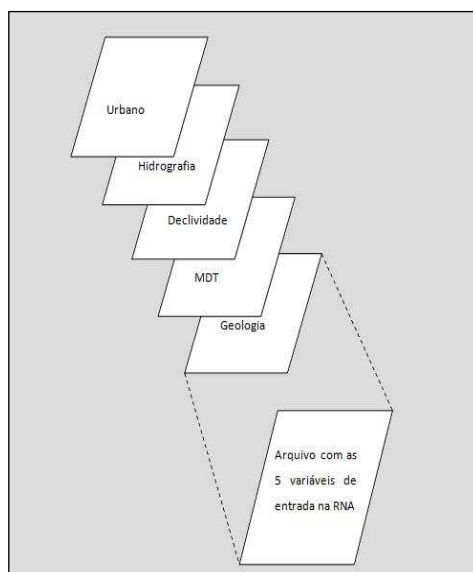 Urbano
Hidrografia
Declividade
MDT
Geologia
Arquivo com as
5 variáveis de
entrada na RNA